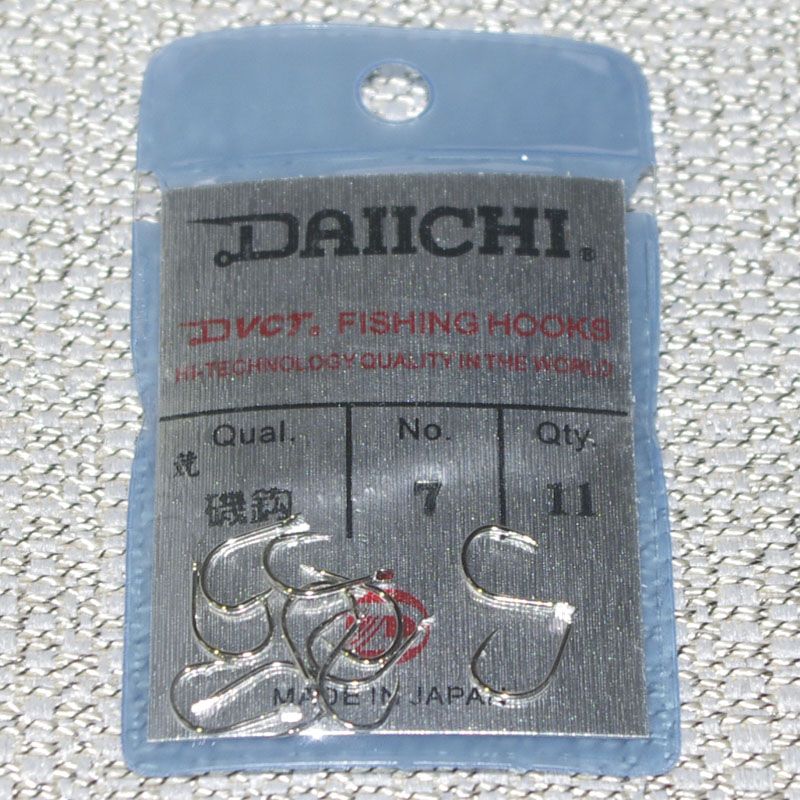 DAIICHI®
DVCT® FISHING HOOKS
HI-TECHNOLOGY QUALITY IN THE WORLD!
Qual. No. Qty.
磯鈎 7 11
MADE IN JAPAN